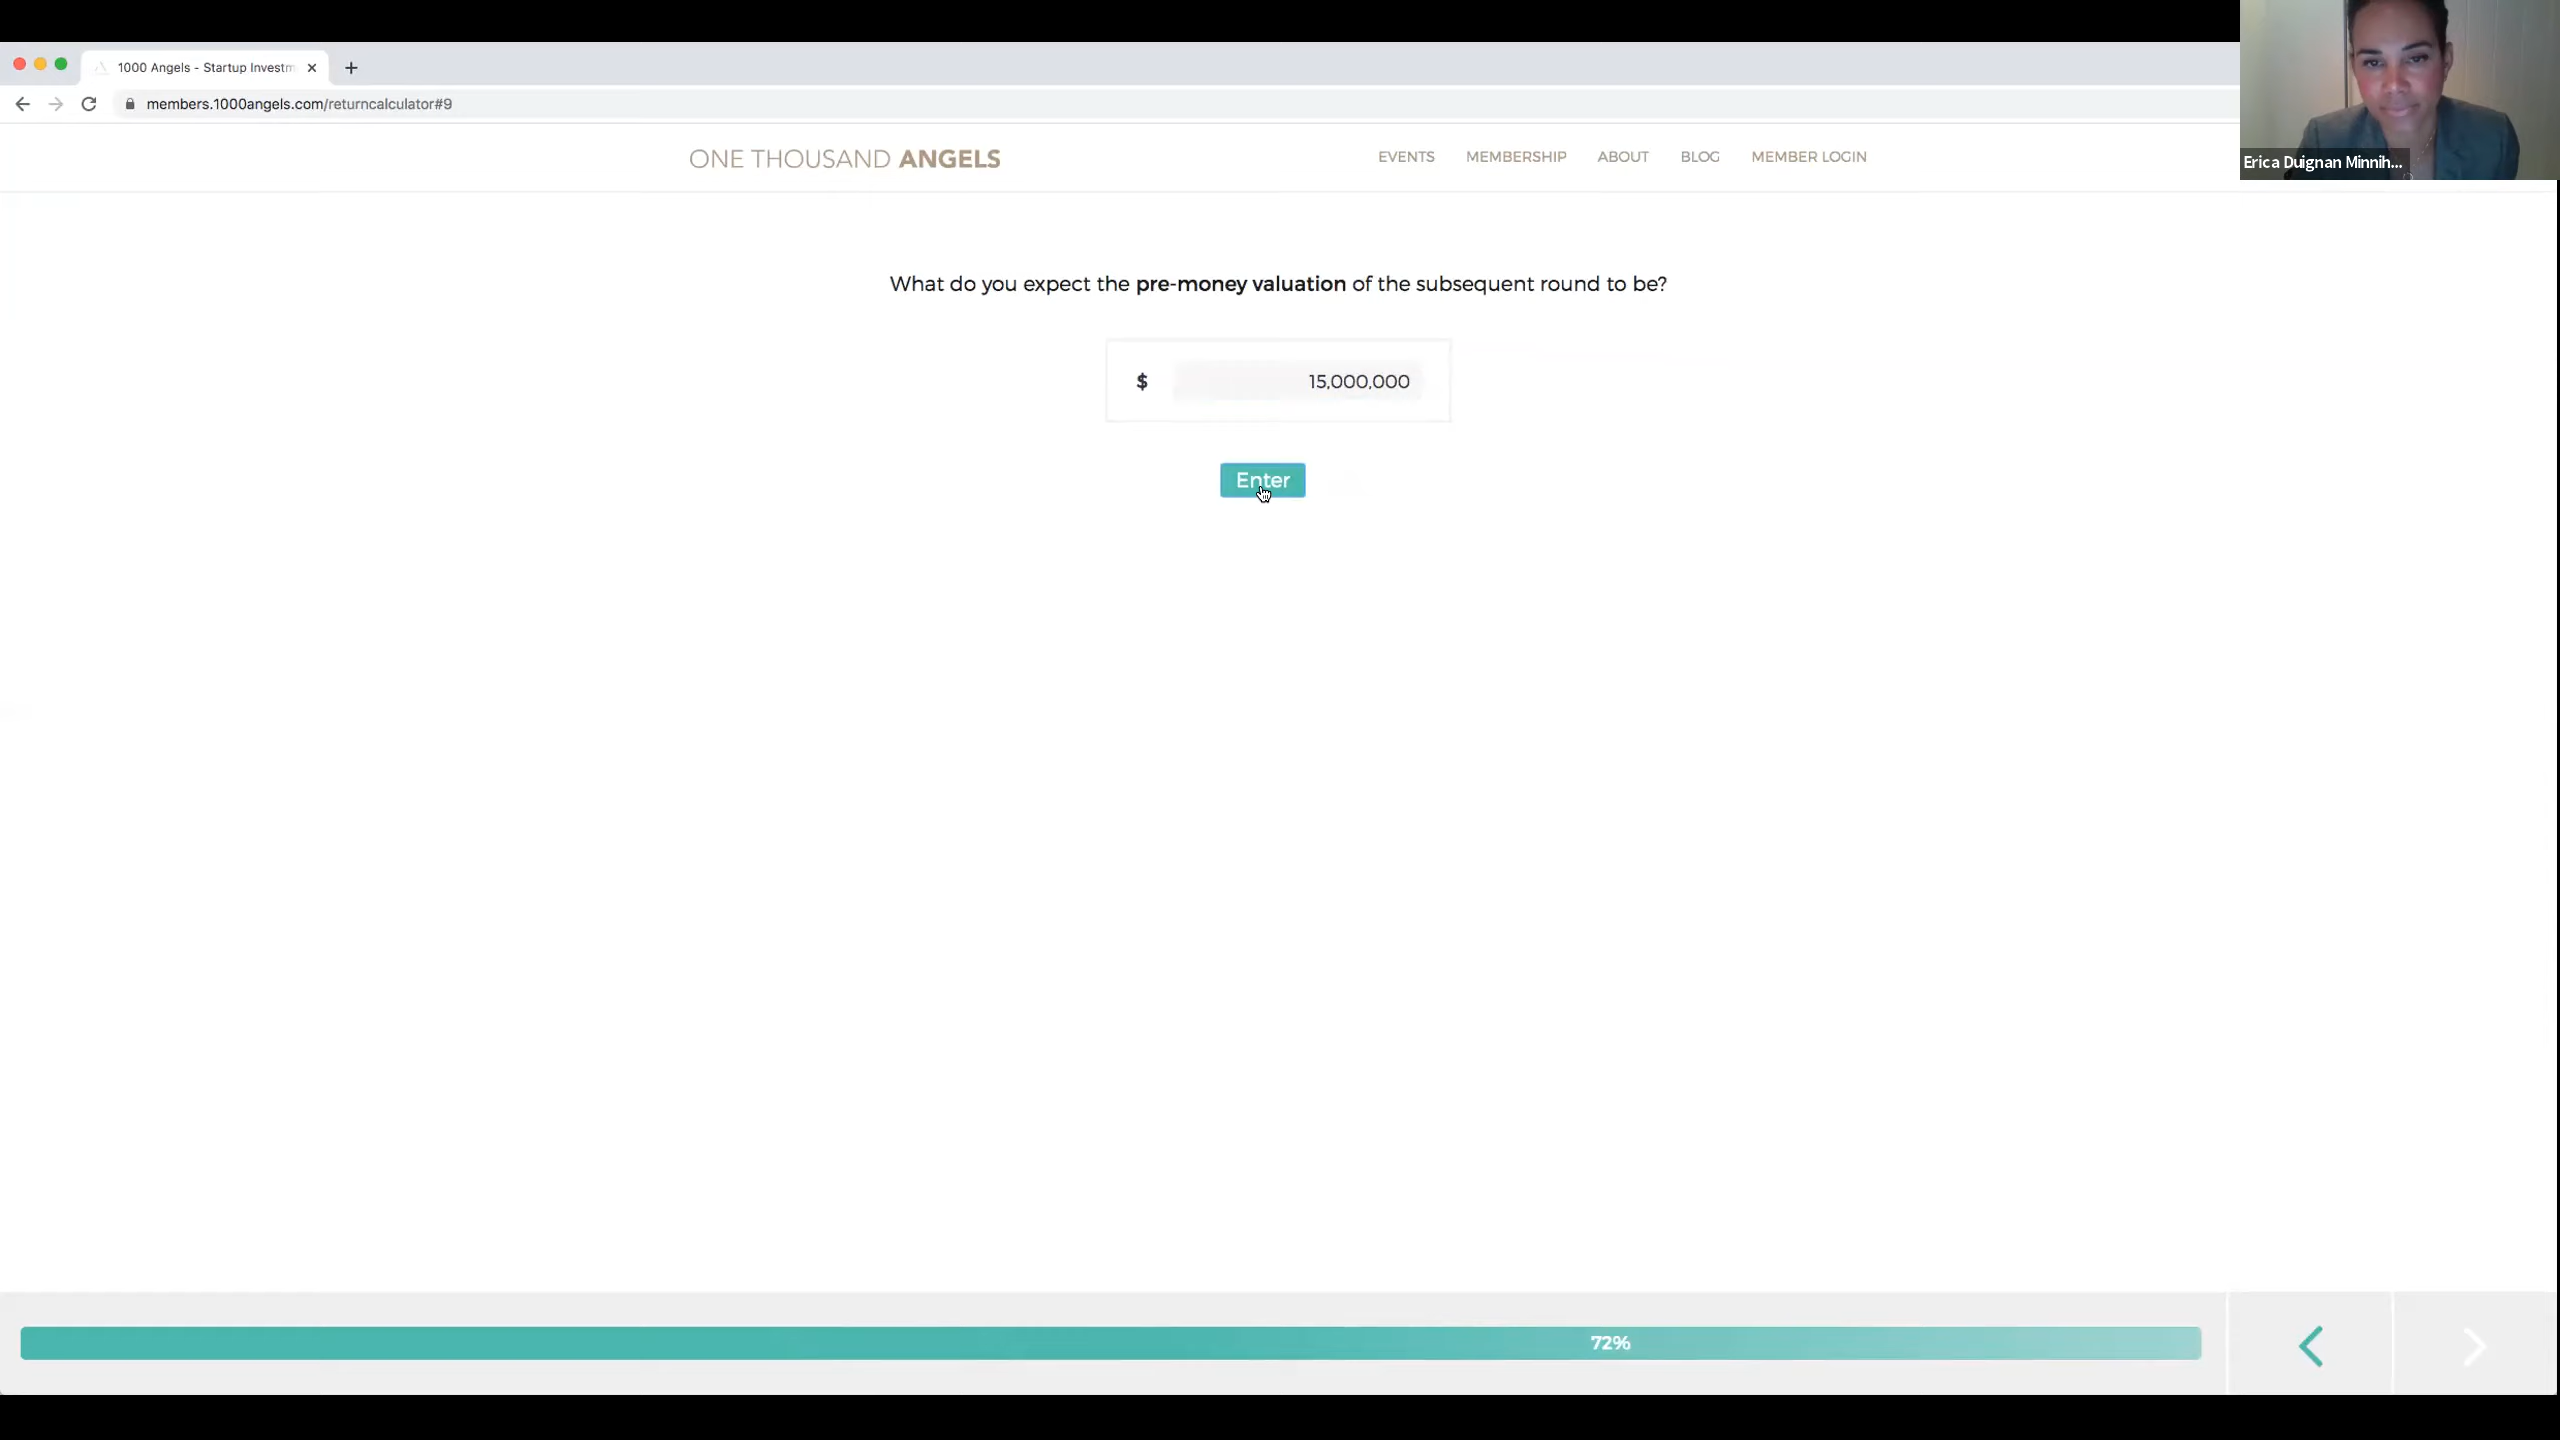 1000 Angels - Startup Investm
members.1000angels.com/returncalculator#9
ONE THOUSAND ANGELS
EVENTS MEMBERSHIP ABOUT BLOG MEMBER LOGIN
Erica Duignan Minnih...
What do you expect the pre-money valuation of the subsequent round to be?
$ 15,000,000
Enter
72%